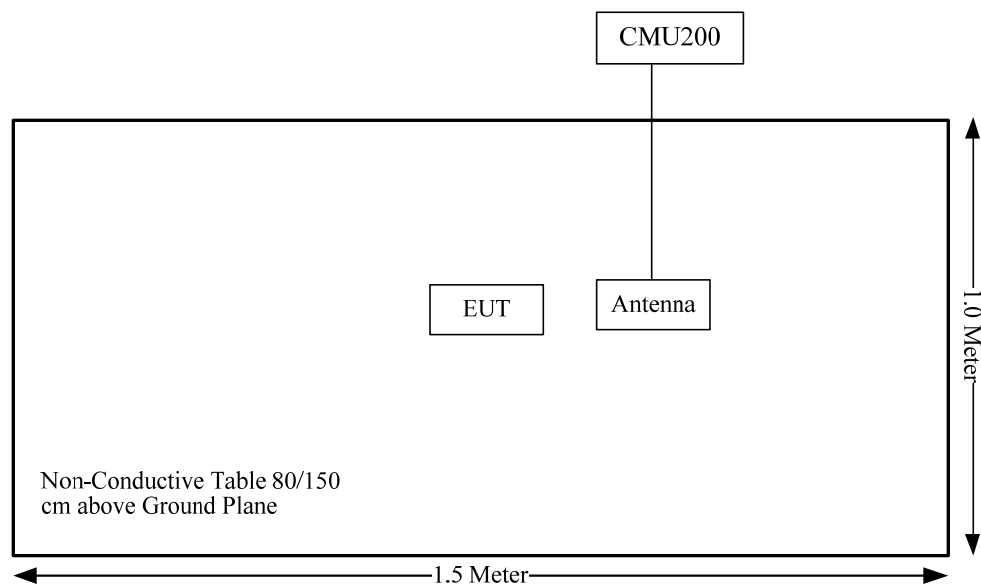 CMU200
EUT
Antenna
1.0 Meter
Non-Conductive Table 80/150
cm above Ground Plane
1.5 Meter